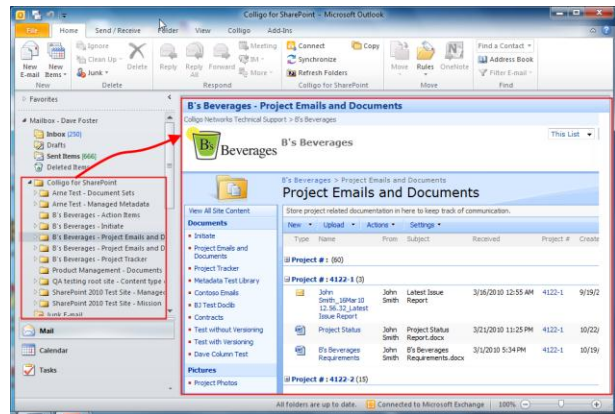 Colligo for SharePoint - Microsoft Outlook
File Home Send / Receive Folder View Colligo Add-Ins
New E-mail
New Items
Ignore
Clean Up
Junk
Delete
Reply
Reply All
Forward
Meeting
IM
More
Connect
Copy
Synchronize
Refresh Folders
Move
Rules
OneNote
Find a Contact
Address Book
Filter E-mail
New Delete Respond Colligo for SharePoint Move Find
Favorites
Mailbox - Dave Foster
Inbox (250)
Drafts
Sent Items (666)
Deleted Items
Colligo for SharePoint
Arne Test - Document Sets
Arne Test - Managed Metadata
B's Beverages - Action Items
B's Beverages - Initiate
B's Beverages - Project Emails and D
B's Beverages - Project Emails and D
B's Beverages - Project Tracker
Product Management - Documents
QA testing root site - Content type
SharePoint 2010 Test Site - Managed
SharePoint 2010 Test Site - Mission
Junk E-mail
Mail
Calendar
Tasks
B's Beverages - Project Emails and Documents
Colligo Networks Technical Support > B's Beverages
B's Beverages
B's Beverages
This List
B's Beverages > Project Emails and Documents
Project Emails and Documents
View All Site Content
Documents
Initiate
Project Emails and Documents
Project Tracker
Metadata Test Library
Contoso Emails
BJ Test Doclib
Contracts
Test without Versioning
Test with Versioning
Dave Column Test
Pictures
Project Photos
Store project related documentation in here to keep track of communication.
New Upload Actions Settings
Type Name From Subject Received Project # Create
Project # : (60)
Project # : 4122-1 (3)
John Smith_16Mar10 12.56.32_Latest Issue Report John Smith Latest Issue Report 3/16/2010 12:55 AM 4122-1 9/19/2
Project Status John Smith Project Status Report.docx 3/21/2010 11:25 PM 4122-1 10/22/
B's Beverages Requirements John Smith B's Beverages Requirements.docx 3/1/2010 5:34 PM 4122-1 10/19/
Project # : 4122-2 (15)
All folders are up to date. Connected to Microsoft Exchange 100%